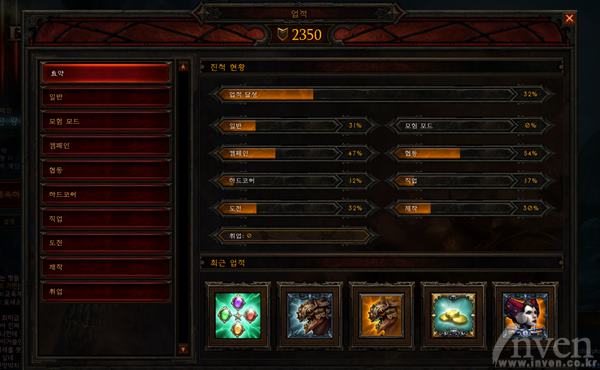 업적
2350
요약
일반
모험 모드
캠페인
협동
하드코어
직업
도전
제작
취업
진척 현황
업적 달성 32%
일반 31% 모험 모드 0%
캠페인 47% 협동 54%
하드코어 12% 직업 17%
도전 32% 제작 30%
취업: 0
최근 업적
inven
www.inven.co.kr